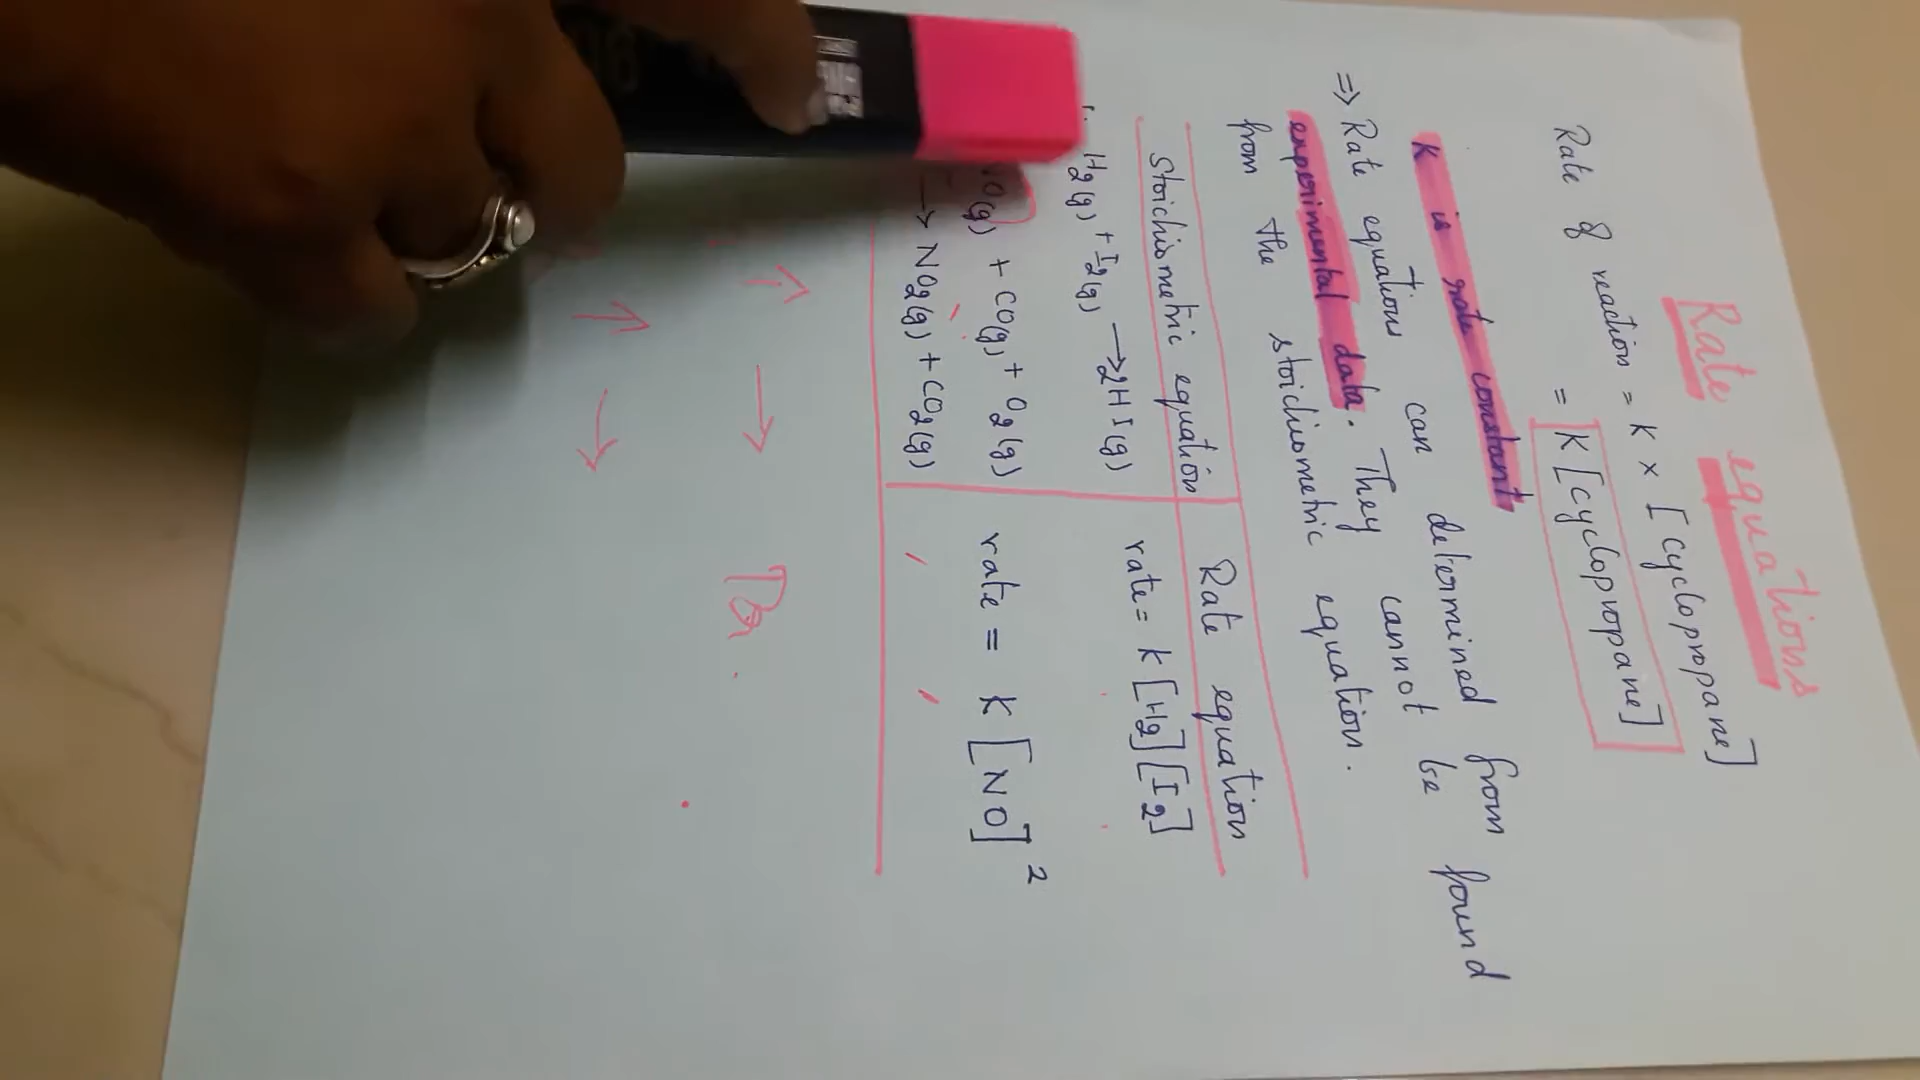 Rate equations
Rate of reaction = K × [cyclopropane]
= K [cyclopropane]
K is rate constant
=> Rate equations can determined from
experimental data. They cannot be found
from the stoichiometric equation.
Stoichiometric equation
Rate equation
H2(g) + I2(g) → 2HI(g)
rate = K [H2][I2]
NO(g) + CO(g) + O2(g)
→ NO2(g) + CO2(g)
rate = K [NO]²